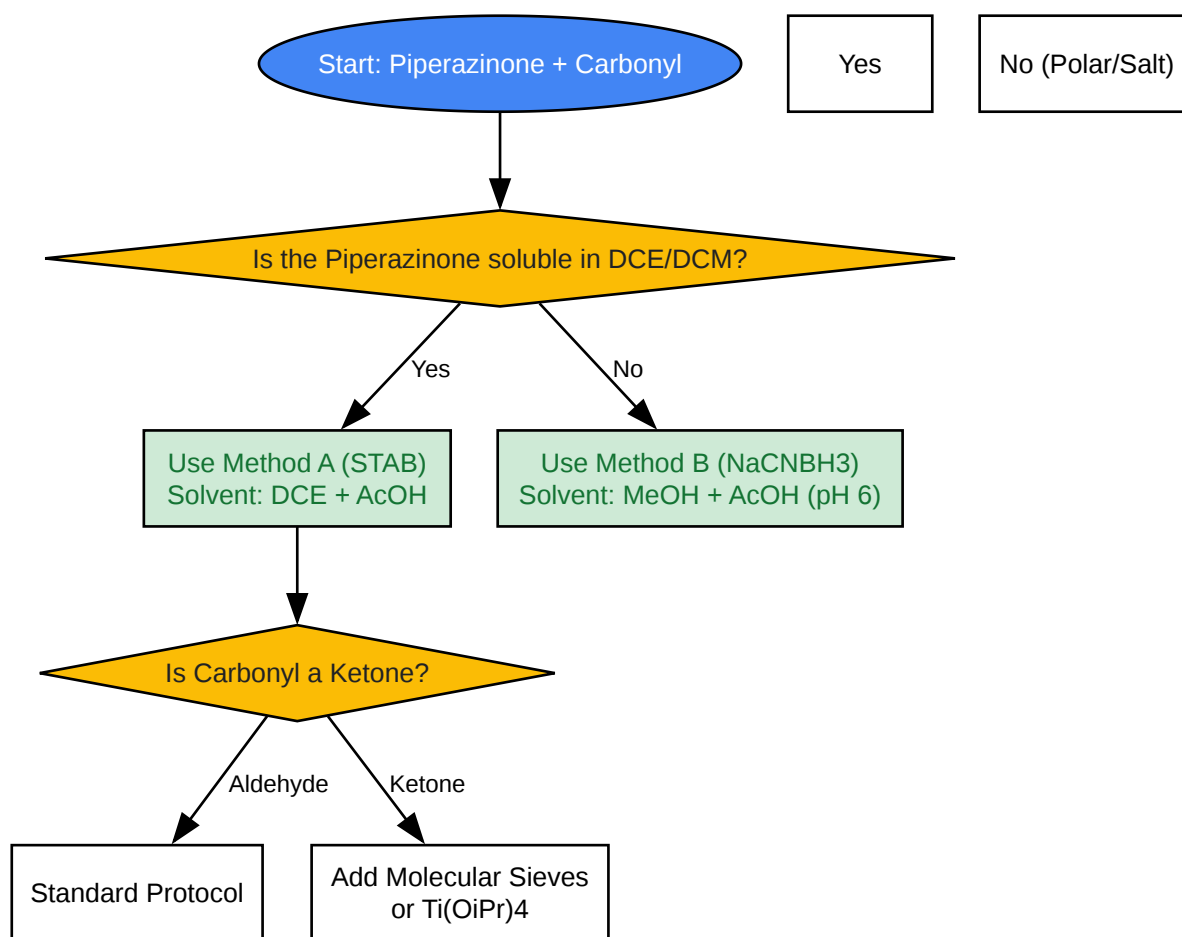 Start: Piperazinone + Carbonyl
Yes
No (Polar/Salt)
Is the Piperazinone soluble in DCE/DCM?
Yes
No
Use Method A (STAB)
Solvent: DCE + AcOH
Use Method B (NaCNBH3)
Solvent: MeOH + AcOH (pH 6)
Is Carbonyl a Ketone?
Aldehyde
Ketone
Standard Protocol
Add Molecular Sieves
or Ti(OiPr)4